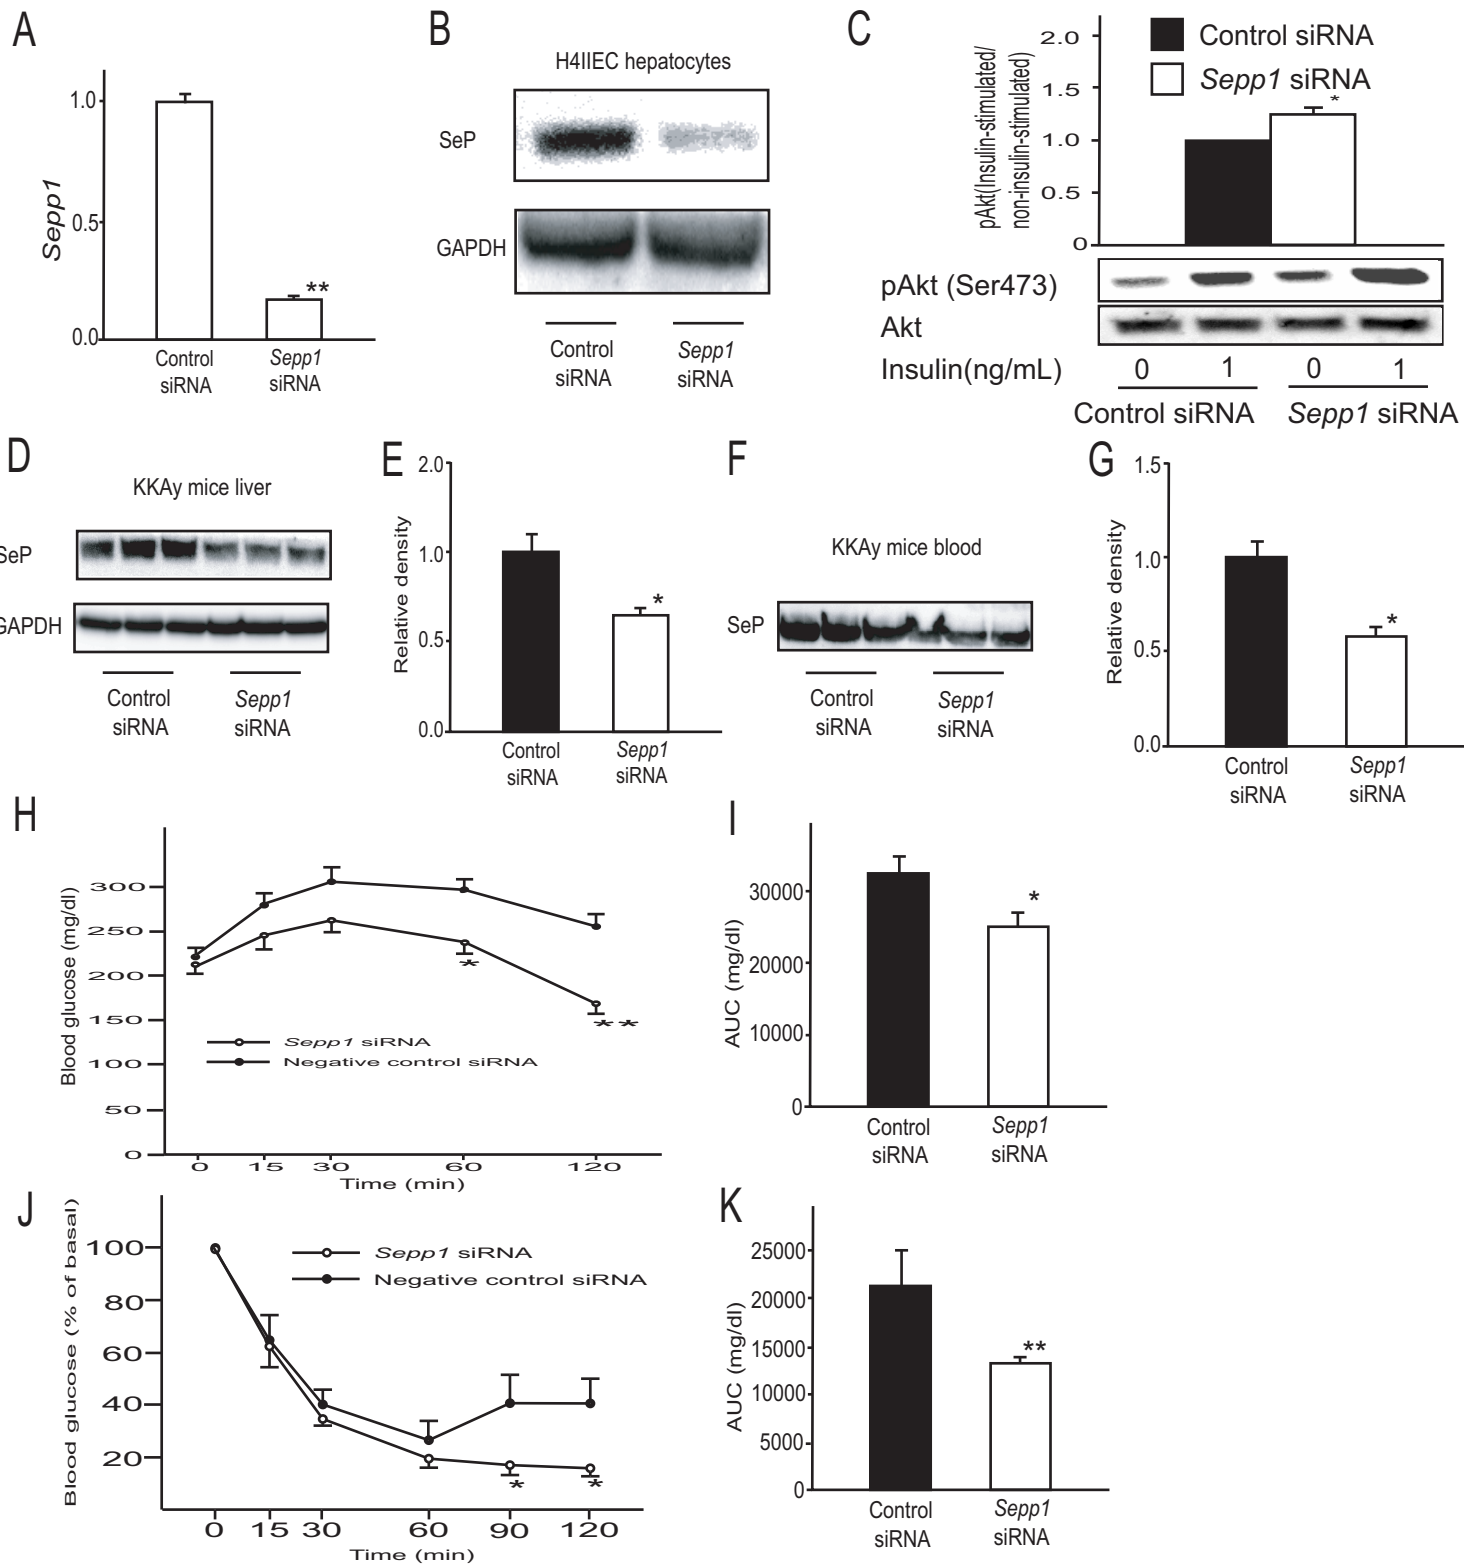 A
Sepp1
1.0
0.5
0.0
**
Control
siRNA
Sepp1
siRNA
B
H4IIEC hepatocytes
SeP
GAPDH
Control
siRNA
Sepp1
siRNA
C
pAkt(Insulin-stimulated/
non-insulin-stimulated)
2.0
1.5
1.0
0.5
0
Control siRNA
Sepp1 siRNA
*
pAkt (Ser473)
Akt
Insulin(ng/mL)
0 1 0 1
Control siRNA Sepp1 siRNA
D
KKAy mice liver
SeP
GAPDH
Control
siRNA
Sepp1
siRNA
E
Relative density
2.0
1.0
0.5
0.0
*
Control
siRNA
Sepp1
siRNA
F
KKAy mice blood
SeP
Control
siRNA
Sepp1
siRNA
G
Relative density
1.5
1.0
0.5
0.0
*
Control
siRNA
Sepp1
siRNA
H
Blood glucose (mg/dl)
300
250
200
150
100
50
0
*
**
Sepp1 siRNA
Negative control siRNA
0 15 30 60 120
Time (min)
I
AUC (mg/dl)
30000
20000
10000
0
*
Control
siRNA
Sepp1
siRNA
J
Blood glucose (% of basal)
100
80
60
40
20
Sepp1 siRNA
Negative control siRNA
* *
0 15 30 60 90 120
Time (min)
K
AUC (mg/dl)
25000
20000
15000
10000
5000
0
**
Control
siRNA
Sepp1
siRNA